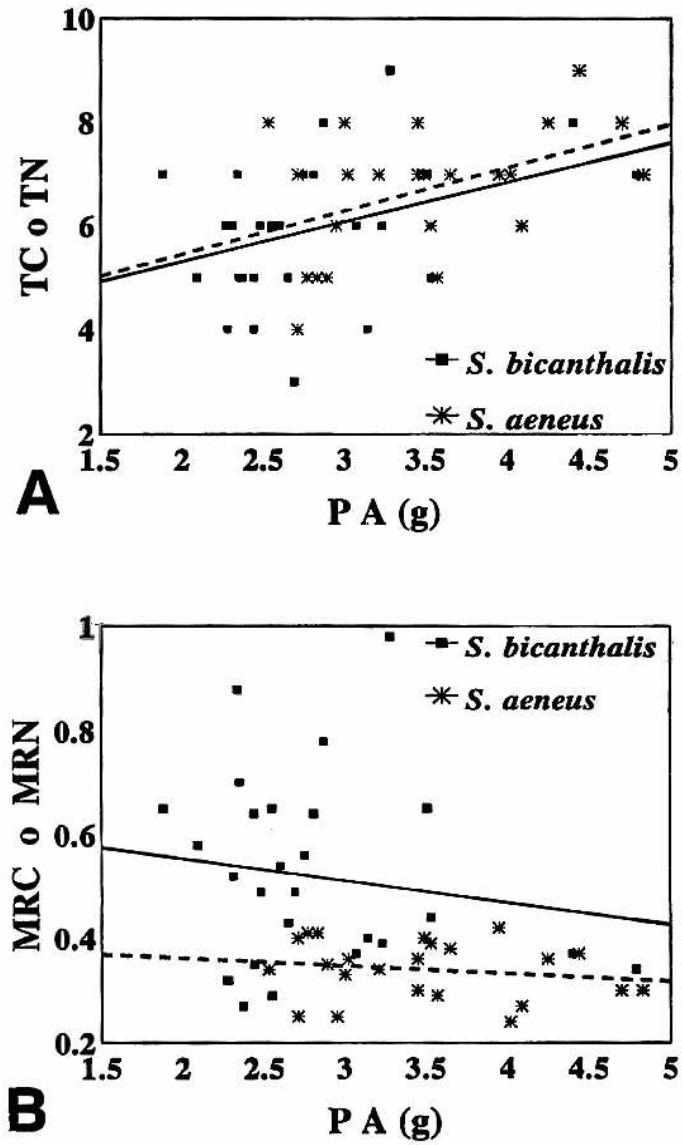 10
8
6
4
2
TC o TN
S. bicanthalis
S. aeneus
1.5 2 2.5 3 3.5 4 4.5 5
P A (g)
A
1
0.8
0.6
0.4
0.2
MRC o MRN
S. bicanthalis
S. aeneus
1.5 2 2.5 3 3.5 4 4.5 5
P A (g)
B